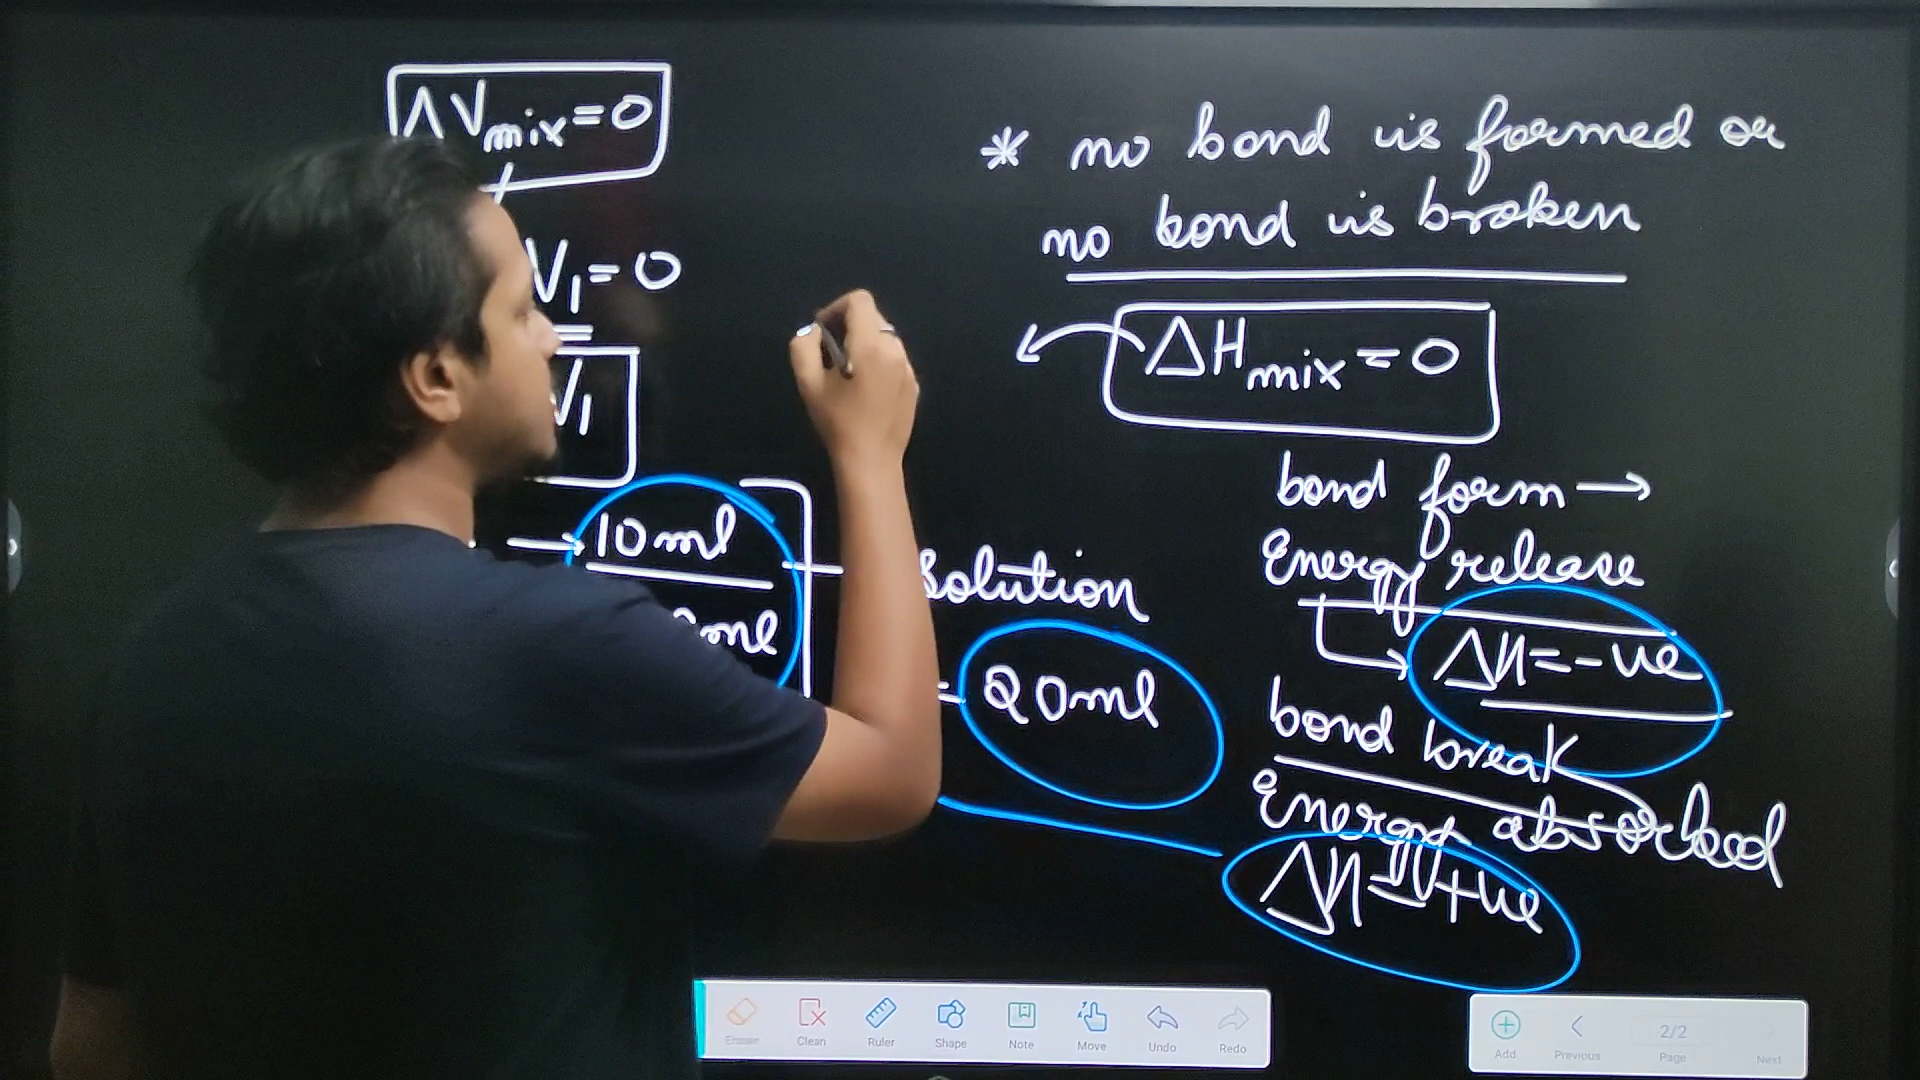 ΔVmix=0
V1=0
V1
10ml
ml
Solution
= 20ml
* no bond is formed or
no bond is broken
ΔHmix=0
bond form →
Energy release
ΔH=-ve
bond break
Energy absorbed
ΔH=+ve
Eraser
Clean
Ruler
Shape
Note
Move
Undo
Redo
Add
Previous
2/2
Page
Next